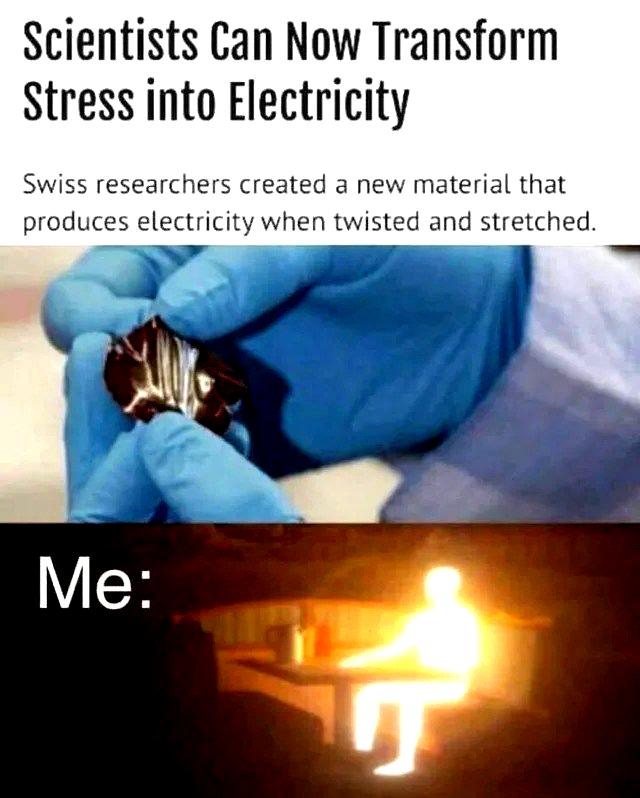 Scientists Can Now Transform
Stress into Electricity
Swiss researchers created a new material that
produces electricity when twisted and stretched.
Me: